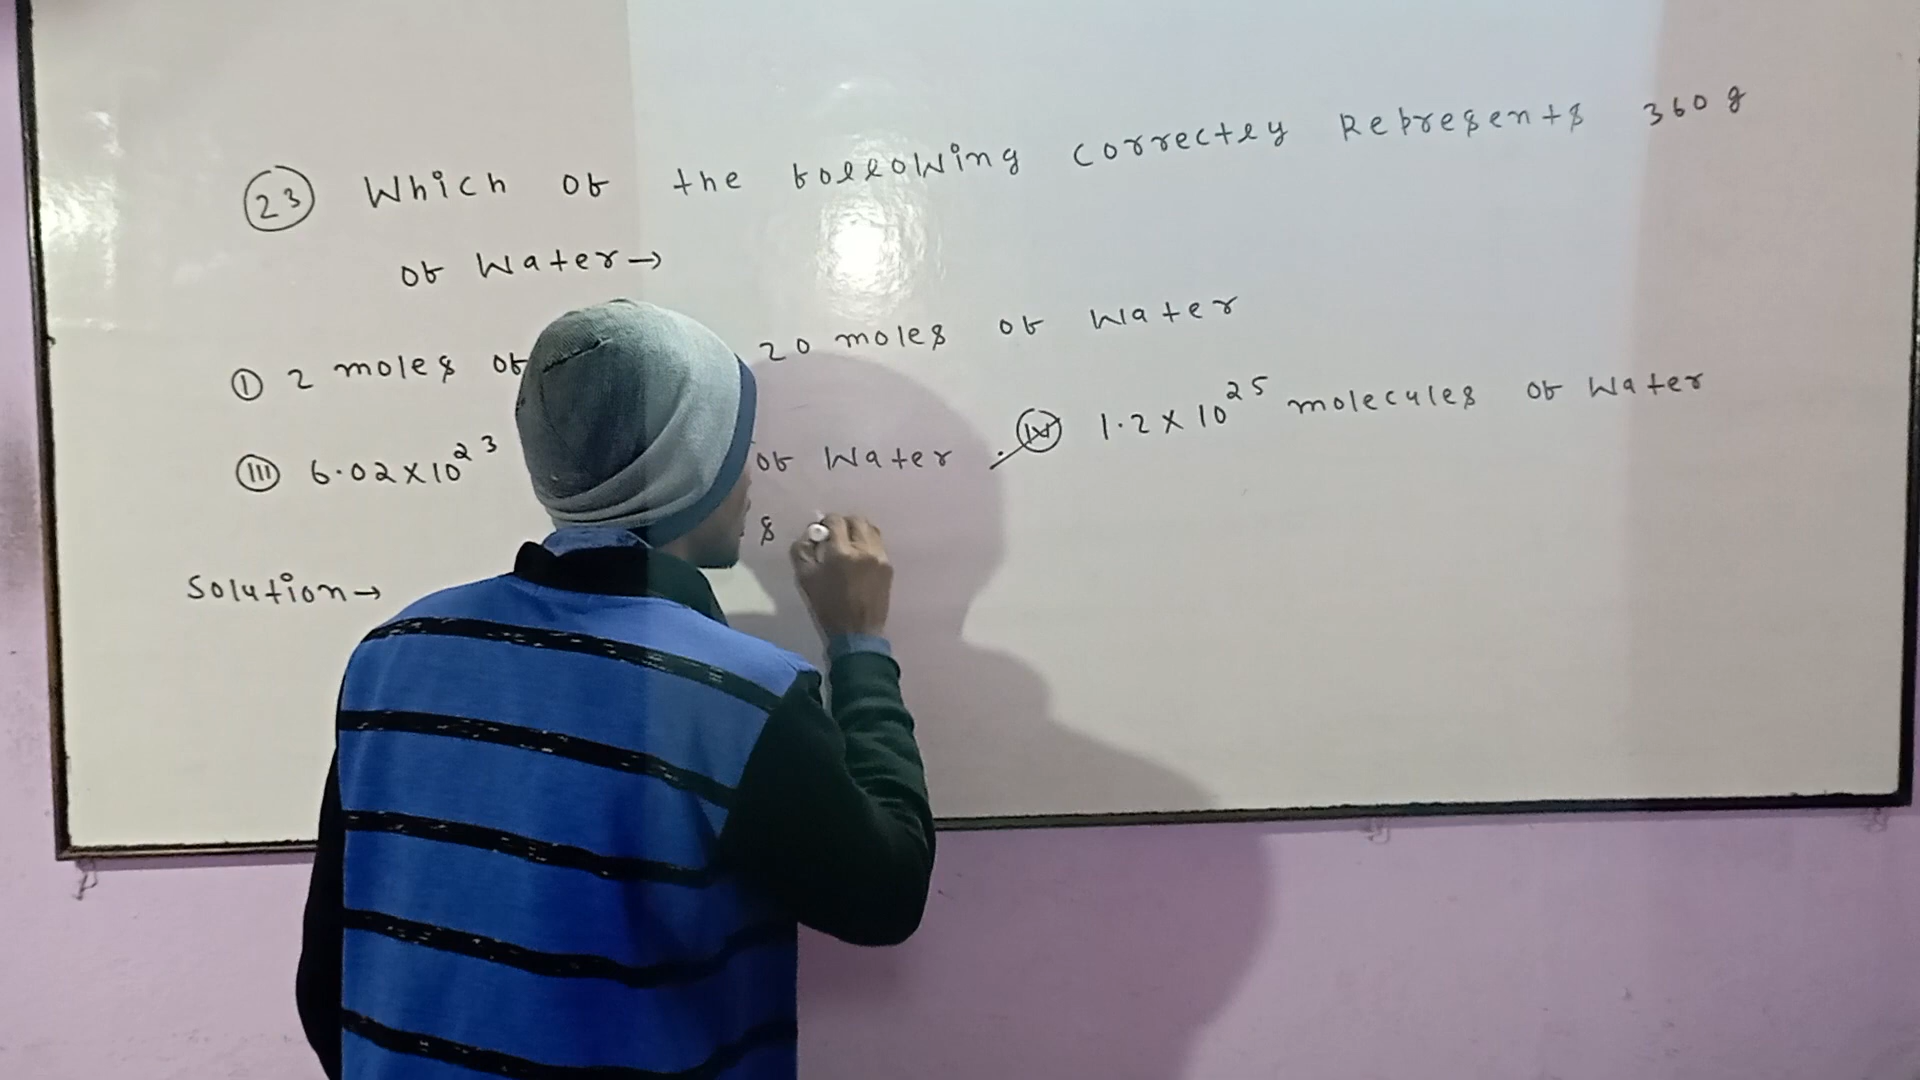 23 Which of the following correctly Represents 360 g
of Water →
I 2 moles of 20 moles of Water
III 6.02 × 10²³ of Water IV 1.2 × 10²⁵ molecules of Water
s
Solution →